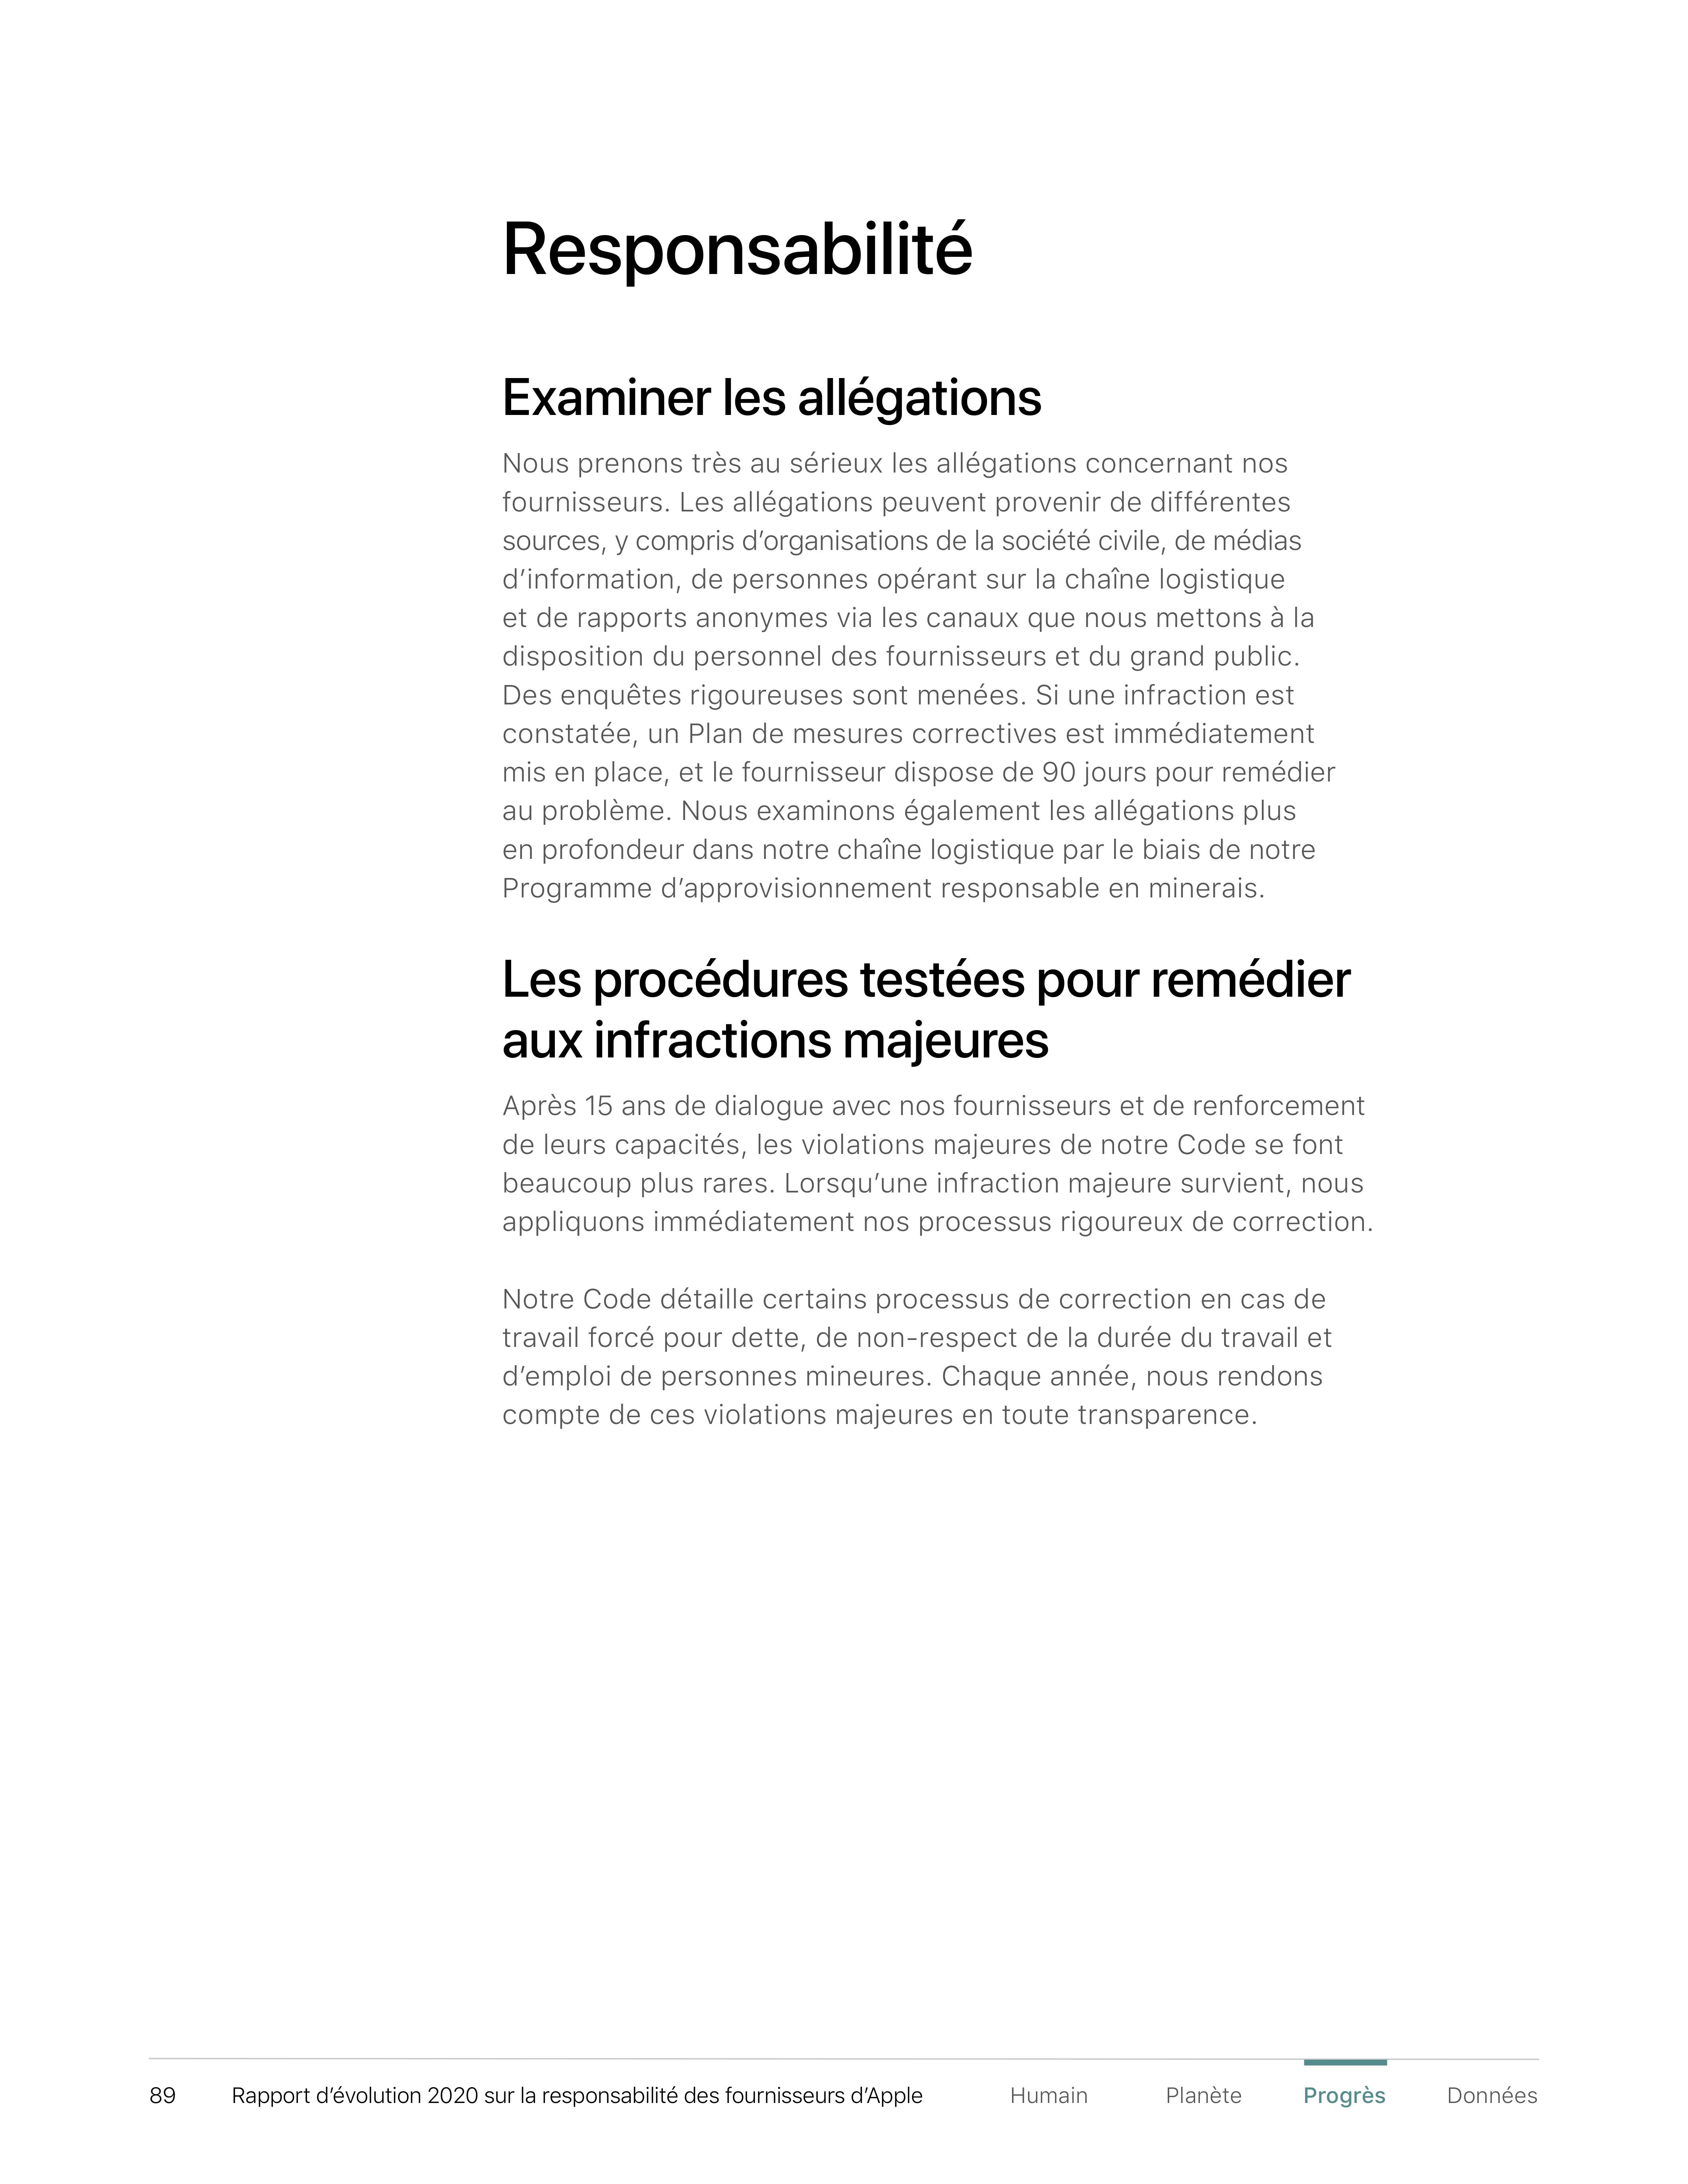 Responsabilité
Examiner les allégations
Nous prenons très au sérieux les allégations concernant nos
fournisseurs. Les allégations peuvent provenir de différentes
sources, y compris d’organisations de la société civile, de médias
d’information, de personnes opérant sur la chaîne logistique
et de rapports anonymes via les canaux que nous mettons à la
disposition du personnel des fournisseurs et du grand public.
Des enquêtes rigoureuses sont menées. Si une infraction est
constatée, un Plan de mesures correctives est immédiatement
mis en place, et le fournisseur dispose de 90 jours pour remédier
au problème. Nous examinons également les allégations plus
en profondeur dans notre chaîne logistique par le biais de notre
Programme d’approvisionnement responsable en minerais.
Les procédures testées pour remédier
aux infractions majeures
Après 15 ans de dialogue avec nos fournisseurs et de renforcement
de leurs capacités, les violations majeures de notre Code se font
beaucoup plus rares. Lorsqu’une infraction majeure survient, nous
appliquons immédiatement nos processus rigoureux de correction.
Notre Code détaille certains processus de correction en cas de
travail forcé pour dette, de non-respect de la durée du travail et
d’emploi de personnes mineures. Chaque année, nous rendons
compte de ces violations majeures en toute transparence.
89 Rapport d’évolution 2020 sur la responsabilité des fournisseurs d’Apple Humain Planète Progrès Données